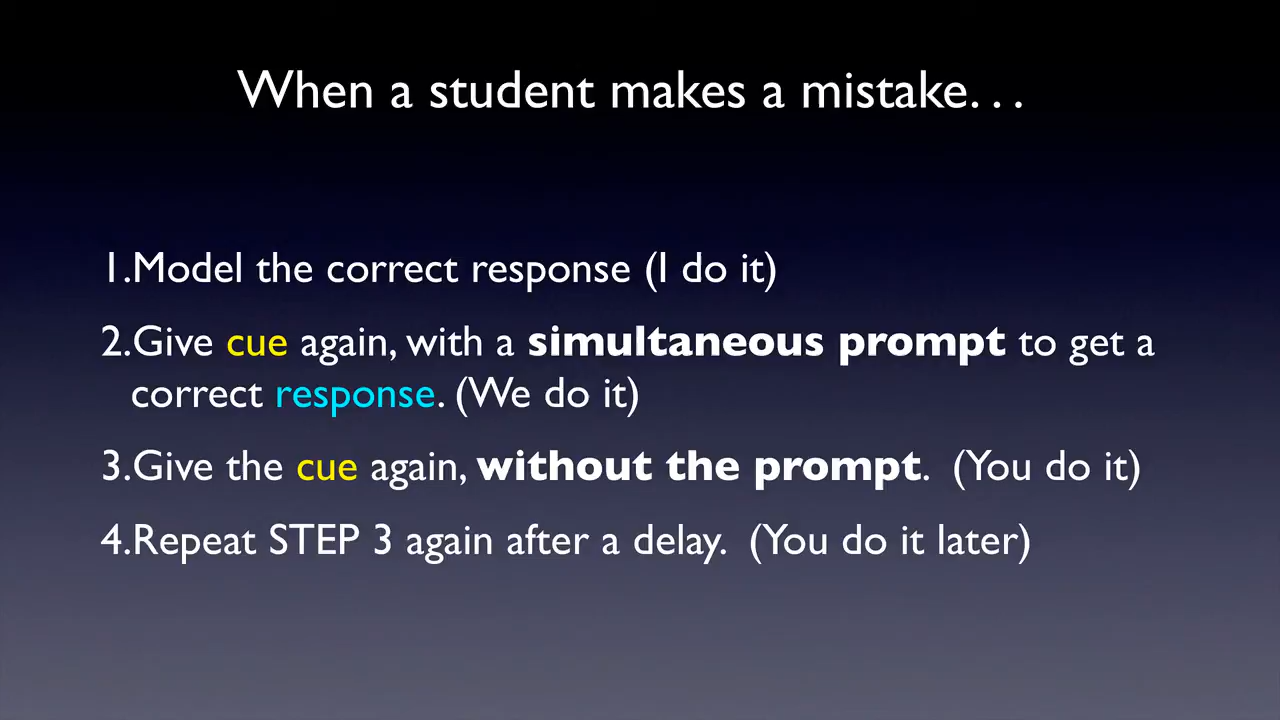 When a student makes a mistake. . .
1.Model the correct response (I do it)
2.Give cue again, with a simultaneous prompt to get a
correct response. (We do it)
3.Give the cue again, without the prompt. (You do it)
4.Repeat STEP 3 again after a delay. (You do it later)